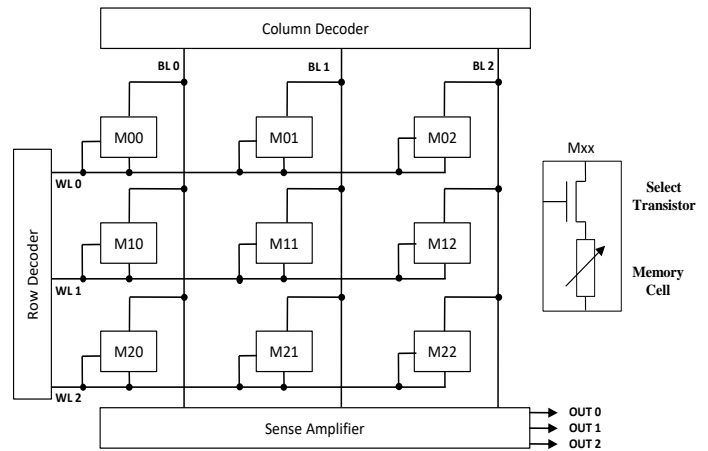 Column Decoder
BL 0
BL 1
BL 2
M00
M01
M02
WL 0
M10
M11
M12
WL 1
M20
M21
M22
WL 2
Row Decoder
Sense Amplifier
OUT 0
OUT 1
OUT 2
Mxx
Select
Transistor
Memory
Cell